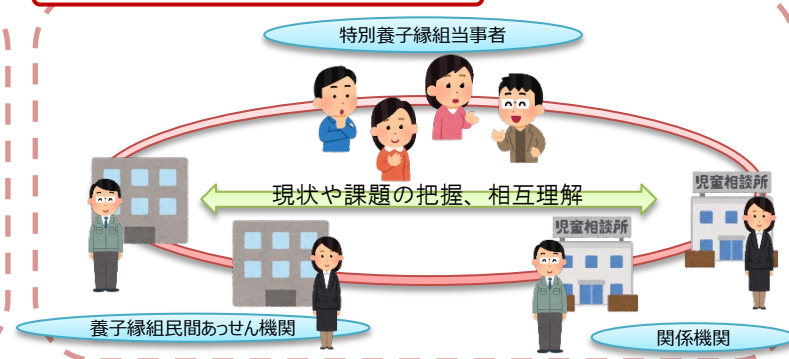 特別養子縁組当事者
現状や課題の把握、相互理解
児童相談所
児童相談所
養子縁組民間あっせん機関
関係機関